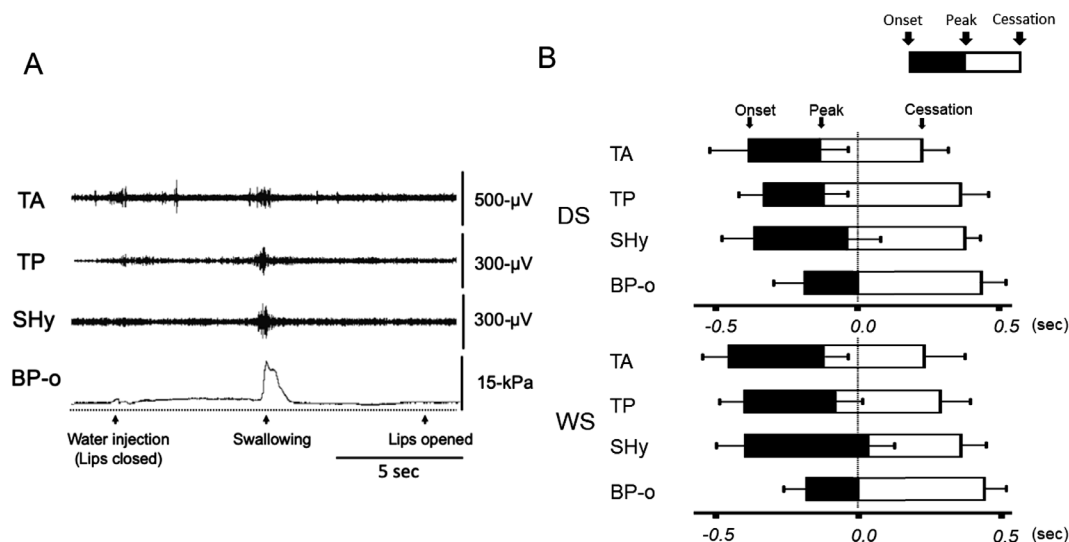 A
TA
500-µV
TP
300-µV
SHy
300-µV
BP-o
15-kPa
Water injection
(Lips closed)
Swallowing
Lips opened
5 sec
B
Onset Peak Cessation
Onset Peak Cessation
DS
TA
TP
SHy
BP-o
-0.5 0.0 0.5 (sec)
WS
TA
TP
SHy
BP-o
-0.5 0.0 0.5 (sec)